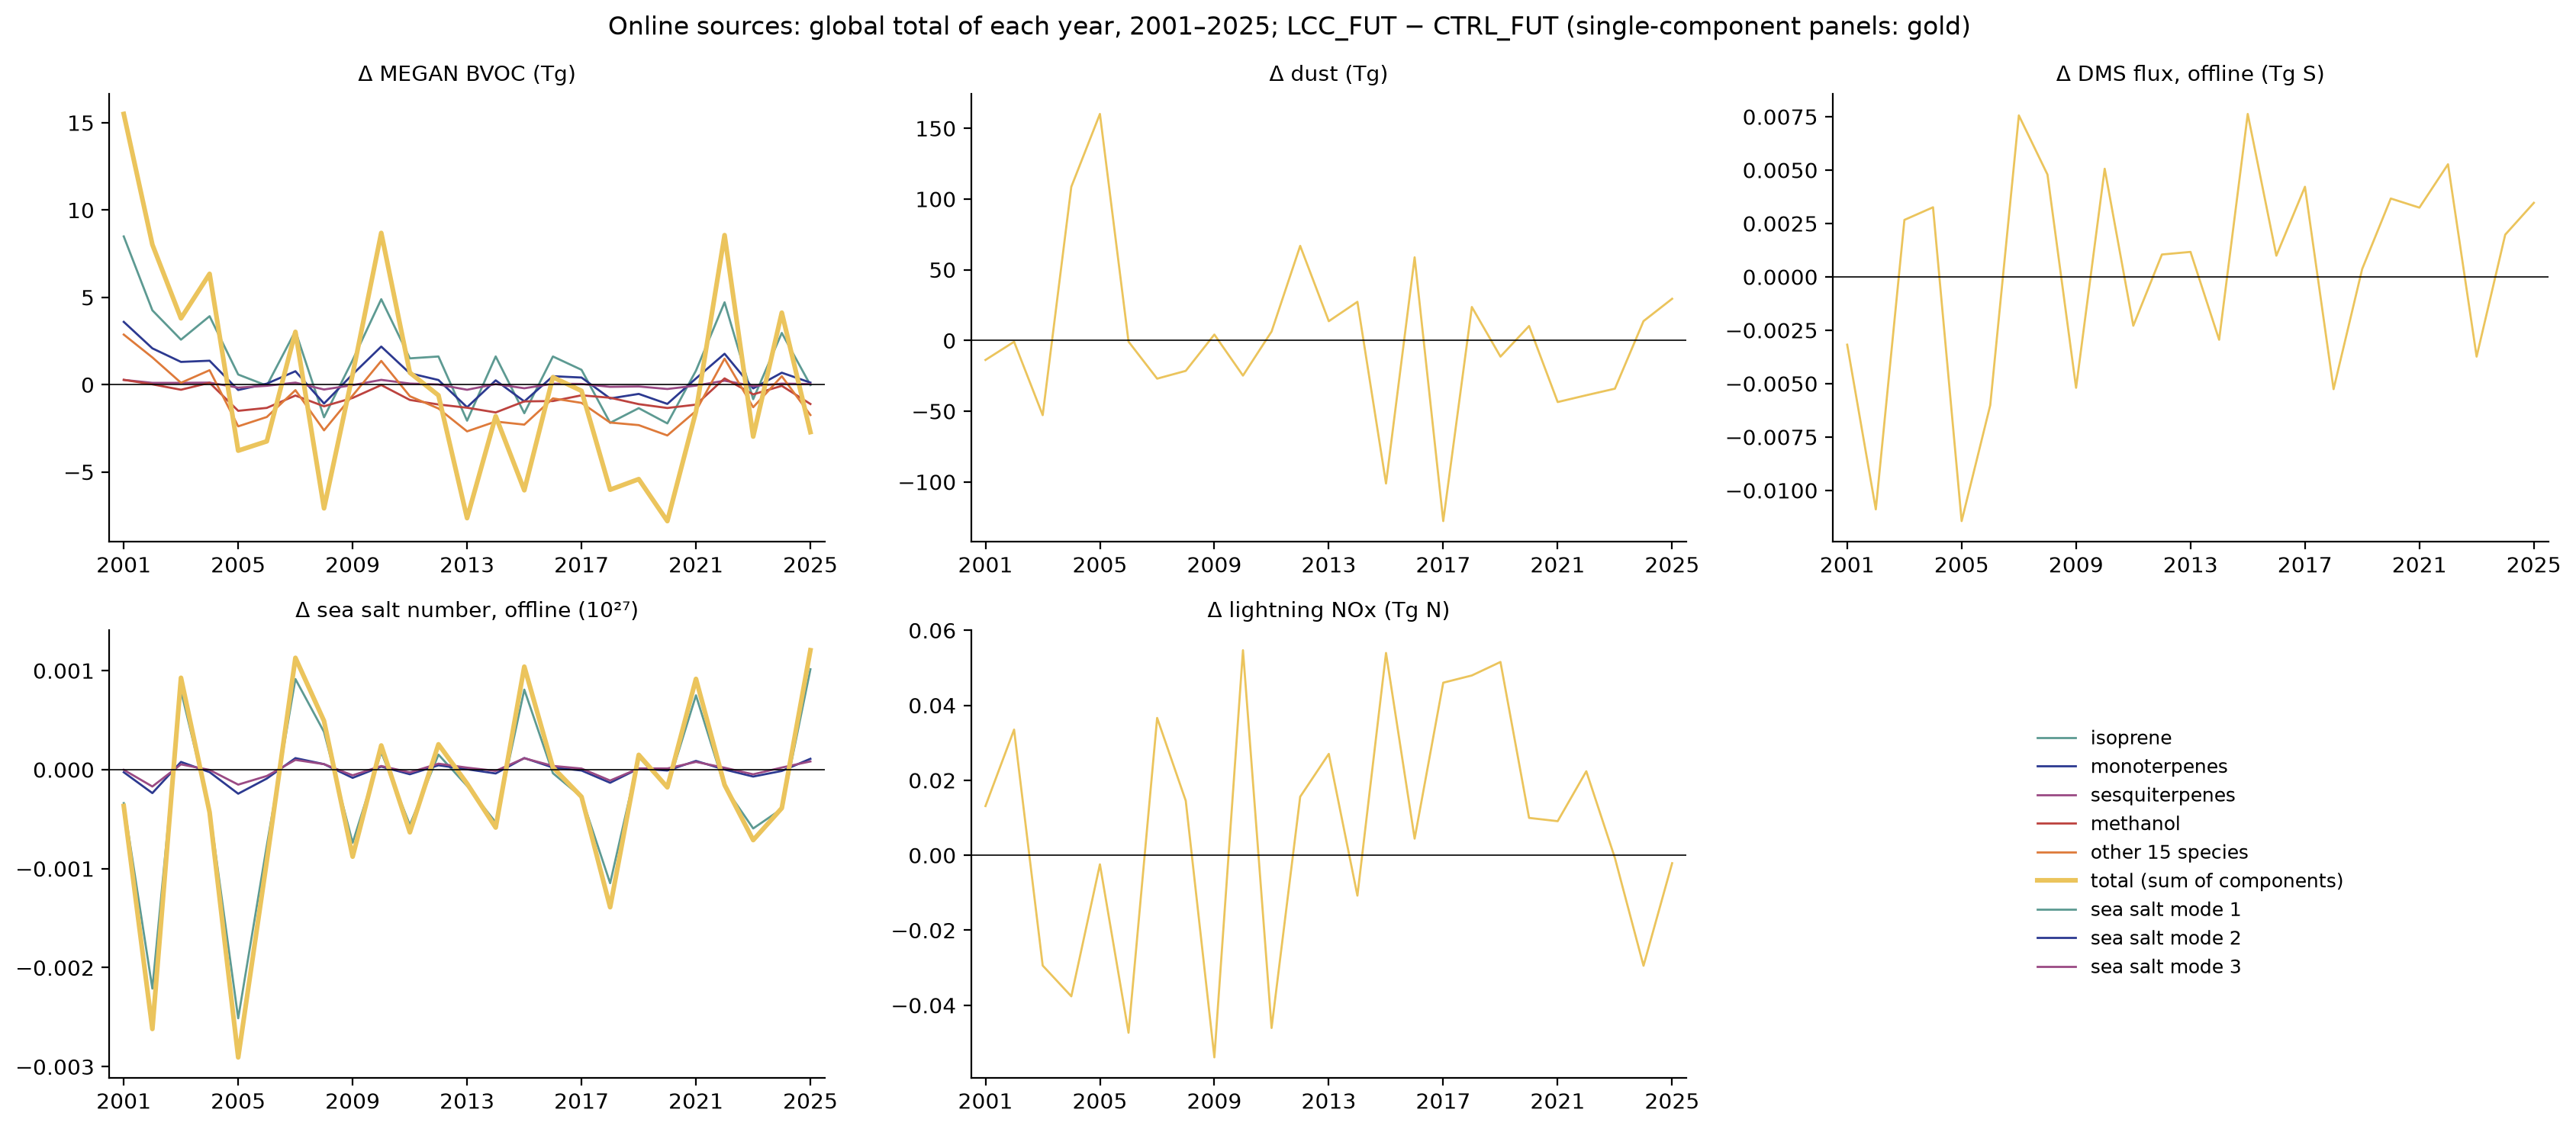 Online sources: global total of each year, 2001–2025; LCC_FUT − CTRL_FUT (single-component panels: gold)
Δ MEGAN BVOC (Tg)
15
10
5
0
−5
2001 2005 2009 2013 2017 2021 2025
Δ dust (Tg)
150
100
50
0
−50
−100
2001 2005 2009 2013 2017 2021 2025
Δ DMS flux, offline (Tg S)
0.0075
0.0050
0.0025
0.0000
−0.0025
−0.0050
−0.0075
−0.0100
2001 2005 2009 2013 2017 2021 2025
Δ sea salt number, offline (10²⁷)
0.001
0.000
−0.001
−0.002
−0.003
2001 2005 2009 2013 2017 2021 2025
Δ lightning NOx (Tg N)
0.06
0.04
0.02
0.00
−0.02
−0.04
2001 2005 2009 2013 2017 2021 2025
isoprene
monoterpenes
sesquiterpenes
methanol
other 15 species
total (sum of components)
sea salt mode 1
sea salt mode 2
sea salt mode 3